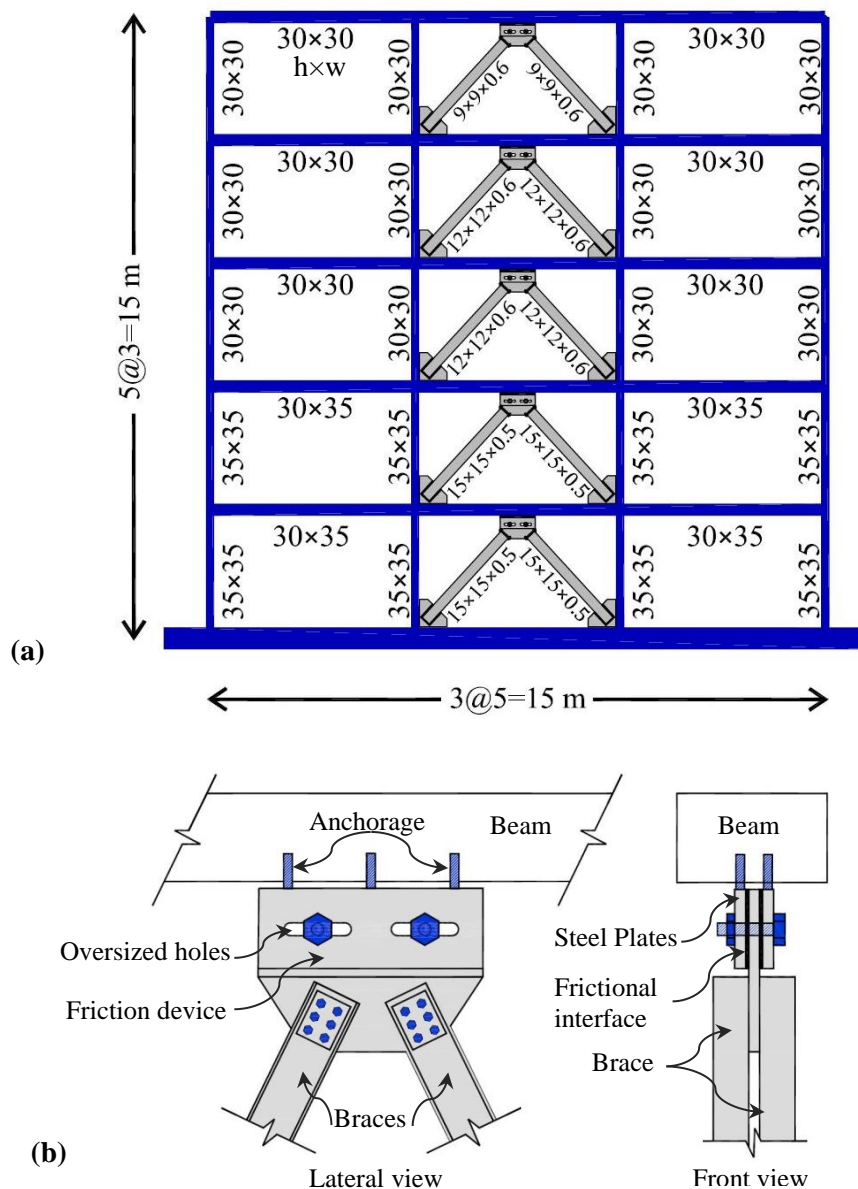 30×30
30×30
h×w
30×30
30×30
9×9×0.6
9×9×0.6
30×30
30×30
30×30
30×30
30×30
12×12×0.6
12×12×0.6
30×30
30×30
30×30
30×30
30×30
30×30
12×12×0.6
12×12×0.6
30×30
30×30
30×30
35×35
30×35
35×35
15×15×0.5
15×15×0.5
35×35
30×35
35×35
35×35
30×35
35×35
15×15×0.5
15×15×0.5
35×35
30×35
35×35
5@3=15 m
(a)
3@5=15 m
Anchorage
Beam
Oversized holes
Friction device
Braces
(b)
Lateral view
Beam
Steel Plates
Frictional
interface
Brace
Front view